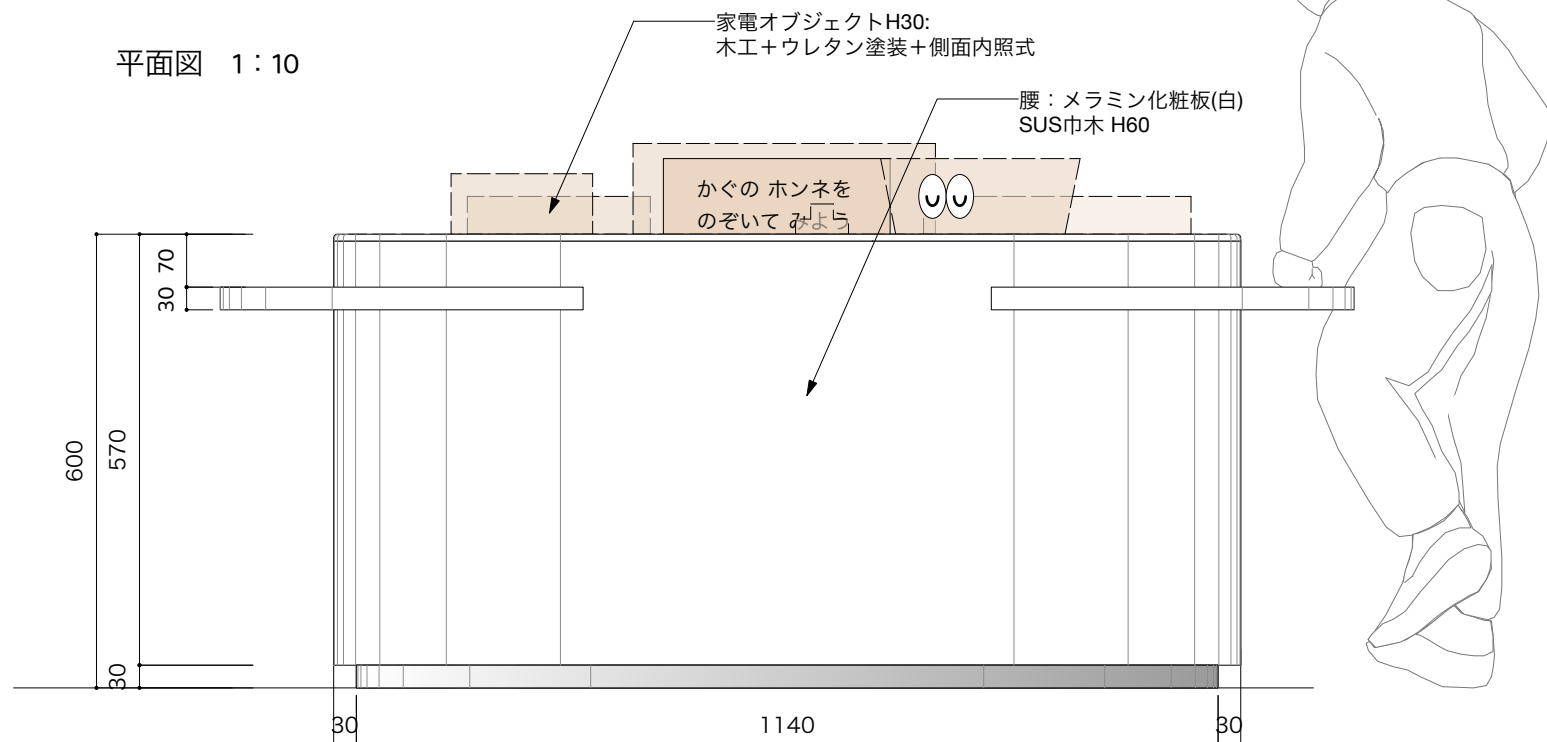 家電オブジェクトH30:
木工＋ウレタン塗装＋側面内照式
平面図　1：10
腰：メラミン化粧板(白)
SUS巾木 H60
かぐの ホンネを
のぞいて みよう
70
30
600
570
30
30
1140
30